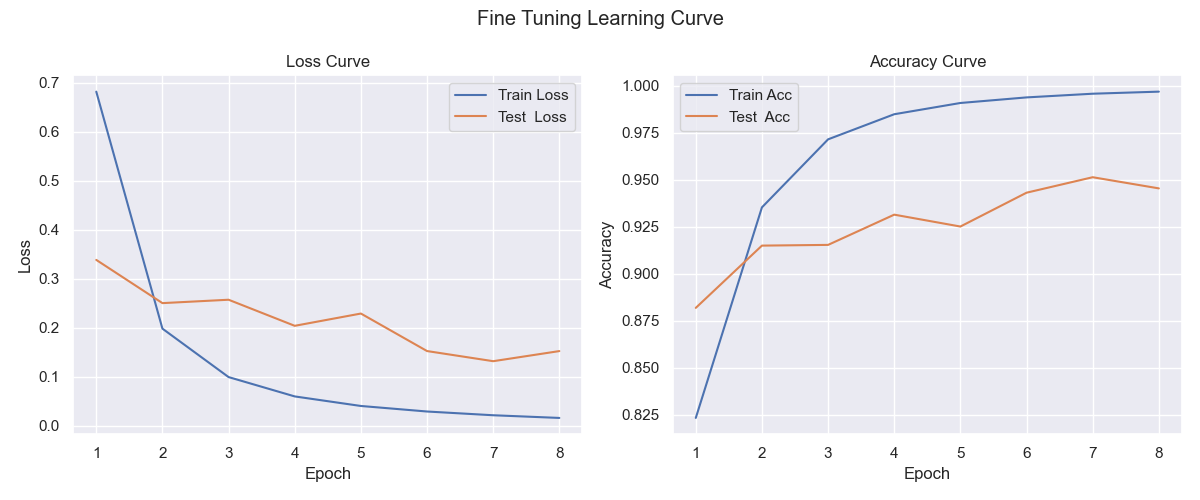 Fine Tuning Learning Curve
Loss Curve
Loss
0.7
0.6
0.5
0.4
0.3
0.2
0.1
0.0
Train Loss
Test Loss
1 2 3 4 5 6 7 8
Epoch
Accuracy Curve
Accuracy
1.000
0.975
0.950
0.925
0.900
0.875
0.850
0.825
Train Acc
Test Acc
1 2 3 4 5 6 7 8
Epoch